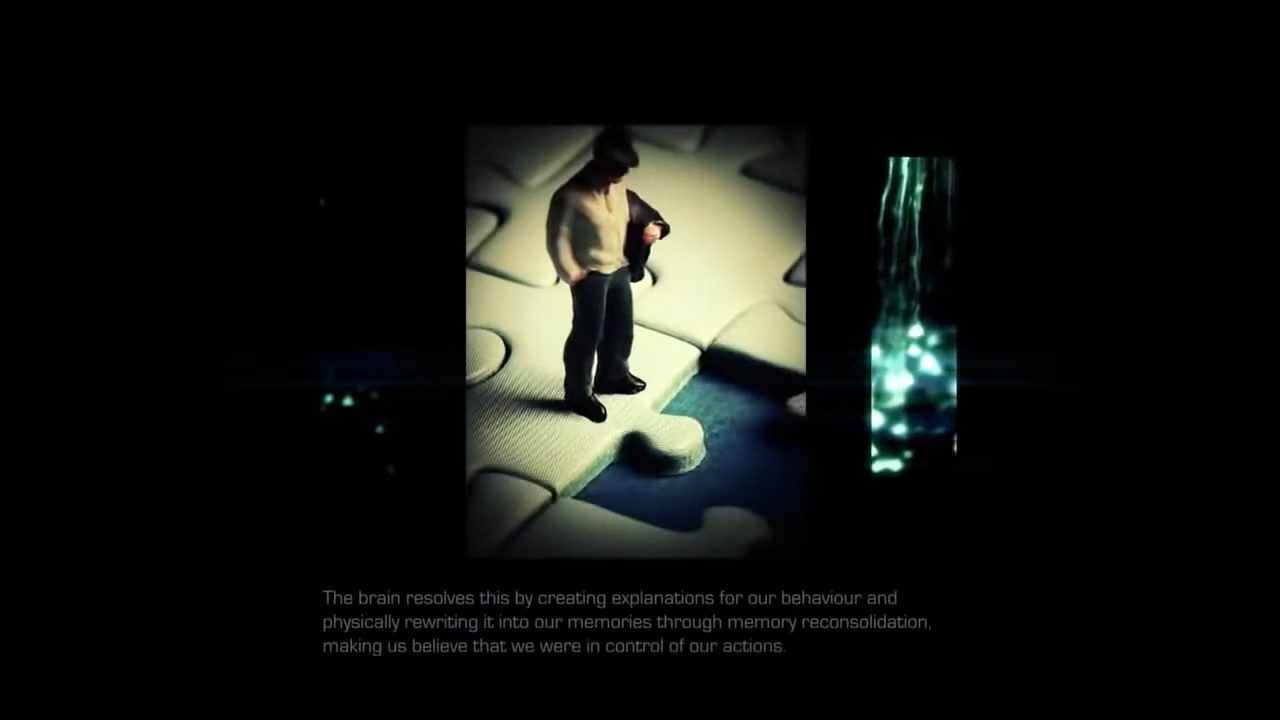 The brain resolves this by creating explanations for our behaviour and
physically rewriting it into our memories through memory reconsolidation,
making us believe that we were in control of our actions.